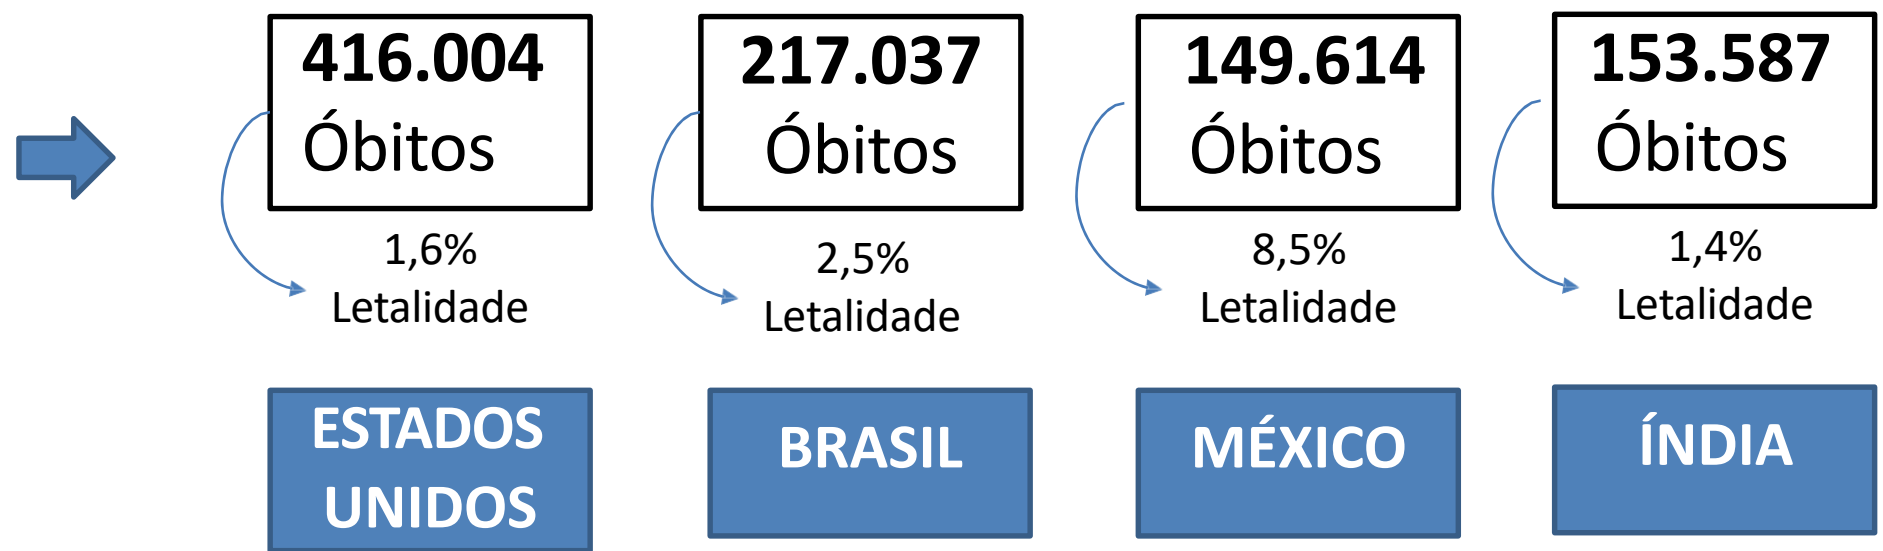 416.004
Óbitos
1,6%
Letalidade
ESTADOS
UNIDOS
217.037
Óbitos
2,5%
Letalidade
BRASIL
149.614
Óbitos
8,5%
Letalidade
MÉXICO
153.587
Óbitos
1,4%
Letalidade
ÍNDIA